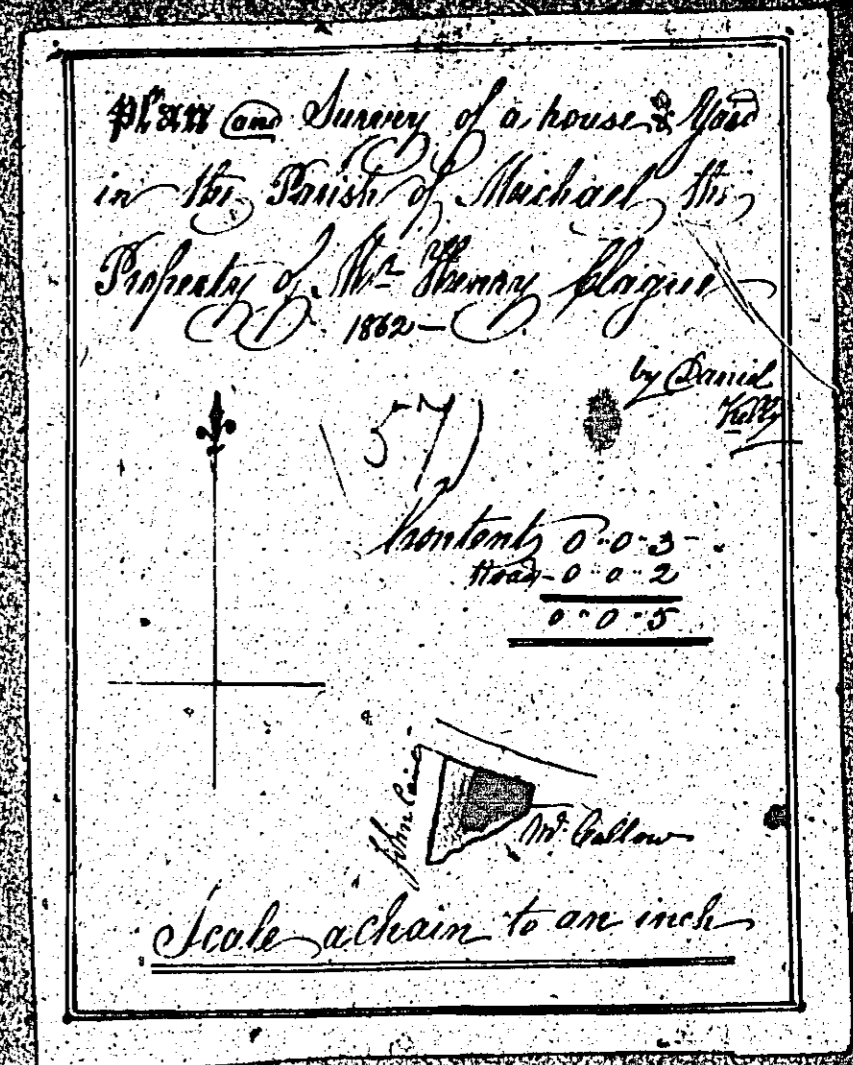 Plan and Survey of a house & Yard
in the Parish of Michael the
Property of Mr Henry Clague
1862 —
by Daniel
Kelly
57)
Content 0 " 0 " 3 -
Road - 0 " 0 " 2
0 " 0 " 5
John Cain
Mr. Callow
Scale a chain to an inch